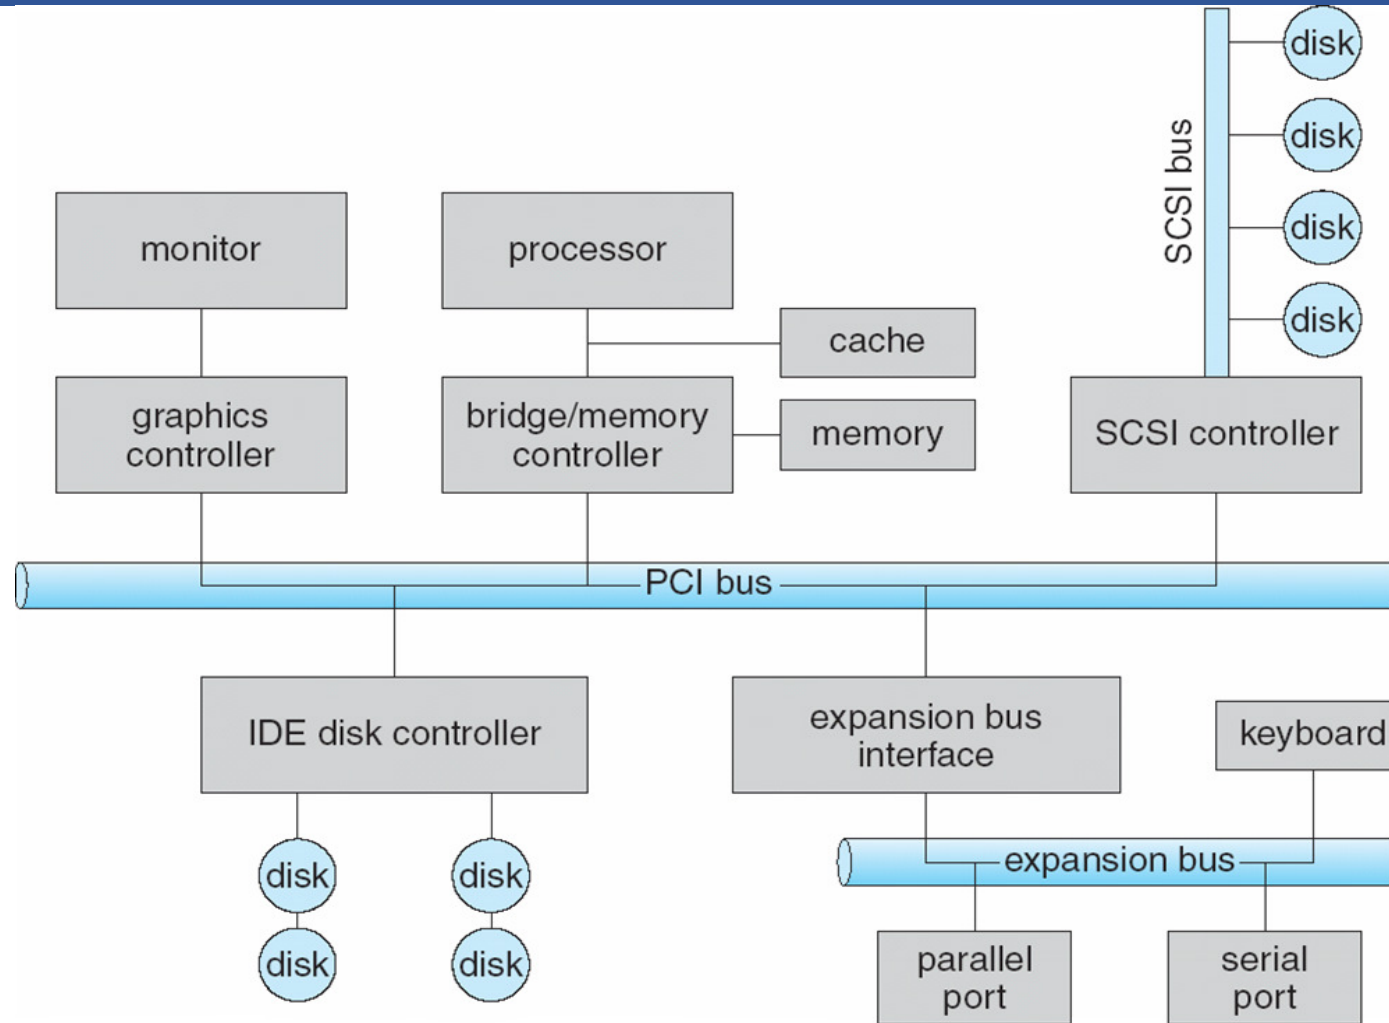 disk
disk
SCSI bus
disk
disk
monitor
processor
cache
graphics
controller
bridge/memory
controller
memory
SCSI controller
PCI bus
IDE disk controller
expansion bus
interface
keyboard
disk
disk
expansion bus
disk
disk
parallel
port
serial
port